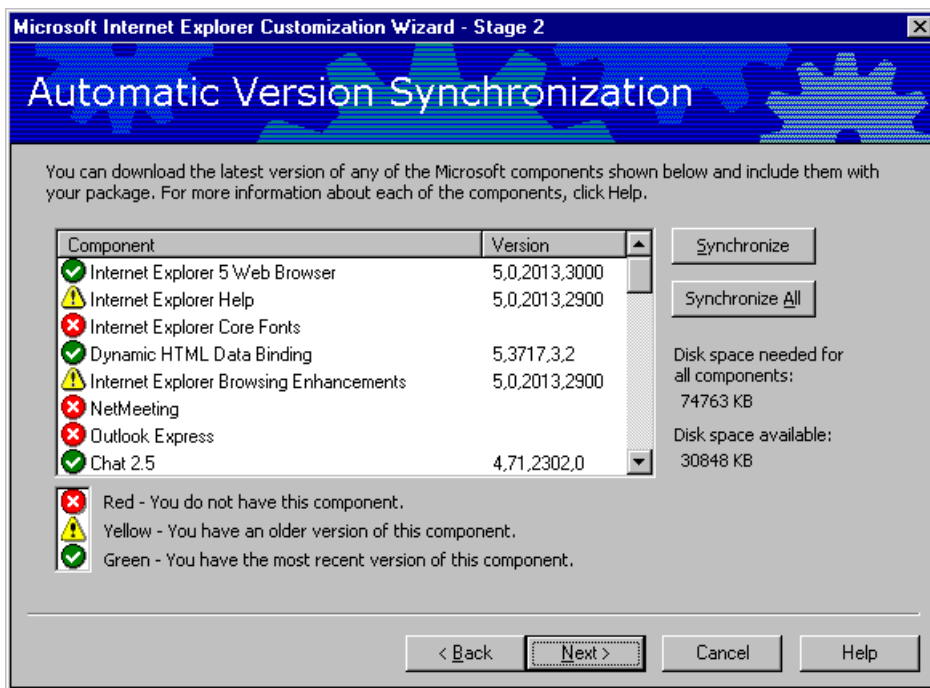 Microsoft Internet Explorer Customization Wizard - Stage 2
Automatic Version Synchronization
You can download the latest version of any of the Microsoft components shown below and include them with
your package. For more information about each of the components, click Help.
Component Version
Internet Explorer 5 Web Browser 5,0,2013,3000
Internet Explorer Help 5,0,2013,2900
Internet Explorer Core Fonts
Dynamic HTML Data Binding 5,3717,3,2
Internet Explorer Browsing Enhancements 5,0,2013,2900
NetMeeting
Outlook Express
Chat 2.5 4,71,2302,0
Synchronize
Synchronize All
Disk space needed for
all components:
74763 KB
Disk space available:
30848 KB
Red - You do not have this component.
Yellow - You have an older version of this component.
Green - You have the most recent version of this component.
< Back Next > Cancel Help